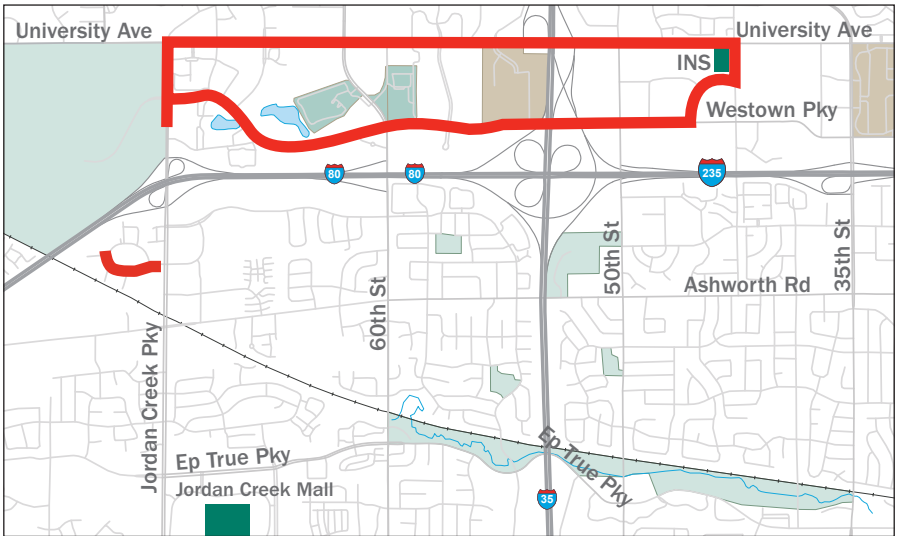 University Ave
University Ave
INS
Westown Pky
80
80
235
50th St
35th St
Ashworth Rd
60th St
Jordan Creek Pky
Ep True Pky
Ep True Pky
Jordan Creek Mall
35